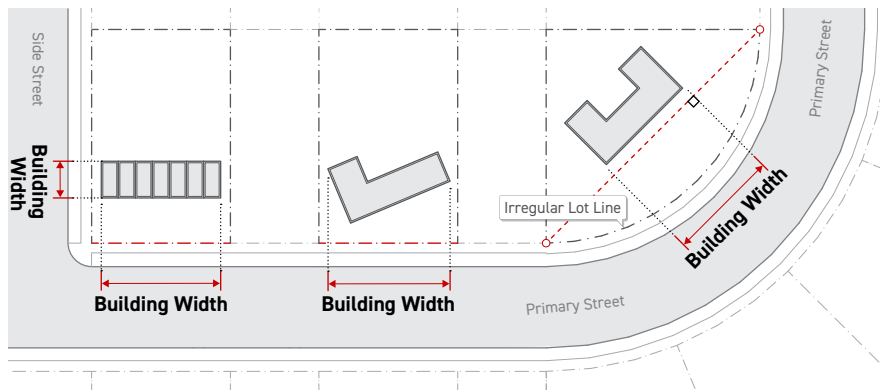 Side Street
Primary Street
Building
Width
Irregular Lot Line
Building Width
Building Width
Building Width
Primary Street